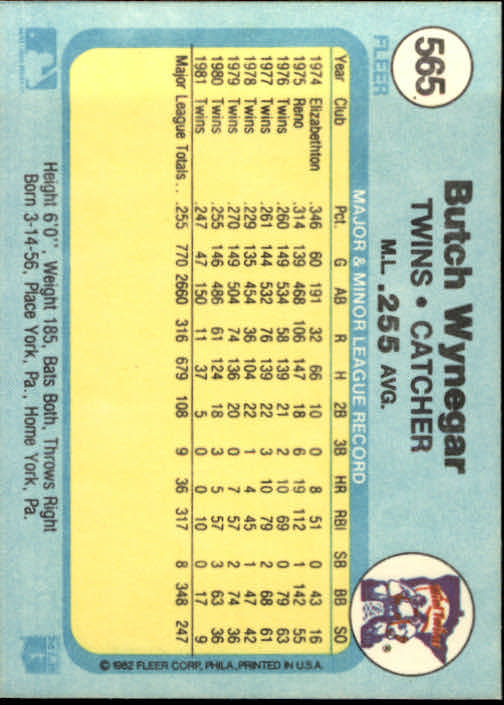 565
FLEER
Butch Wynegar
TWINS • CATCHER
M.L. .255 AVG.
MAJOR & MINOR LEAGUE RECORD
Year Club Pct. G AB R H 2B 3B HR RBI SB BB SO
1974 Elizabethton .346 60 191 32 66 10 0 8 51 0 43 16
1975 Reno .314 139 468 106 147 18 6 19 112 1 142 55
1976 Twins .260 149 534 58 139 21 2 10 69 0 79 63
1977 Twins .261 144 532 76 139 22 3 10 79 2 68 61
1978 Twins .229 135 454 36 104 22 1 4 45 1 47 42
1979 Twins .270 149 504 74 136 20 0 7 57 2 74 36
1980 Twins .255 146 486 61 124 18 3 5 57 3 63 36
1981 Twins .247 47 150 11 37 5 0 0 10 0 17 9
Major League Totals . . .255 770 2660 316 679 108 9 36 317 8 348 247
© 1982 FLEER CORP., PHILA., PRINTED IN U.S.A.
Height 6'0", Weight 185, Bats Both, Throws Right
Born 3-14-56, Place York, Pa., Home York, Pa.